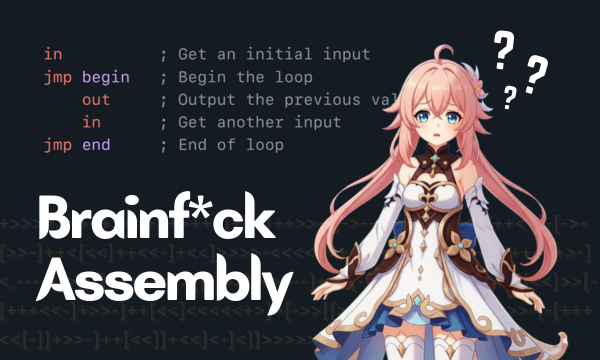 in ; Get an initial input
jmp begin ; Begin the loop
out ; Output the previous val
in ; Get another input
jmp end ; End of loop
? ? ?
Brainf*ck
Assembly